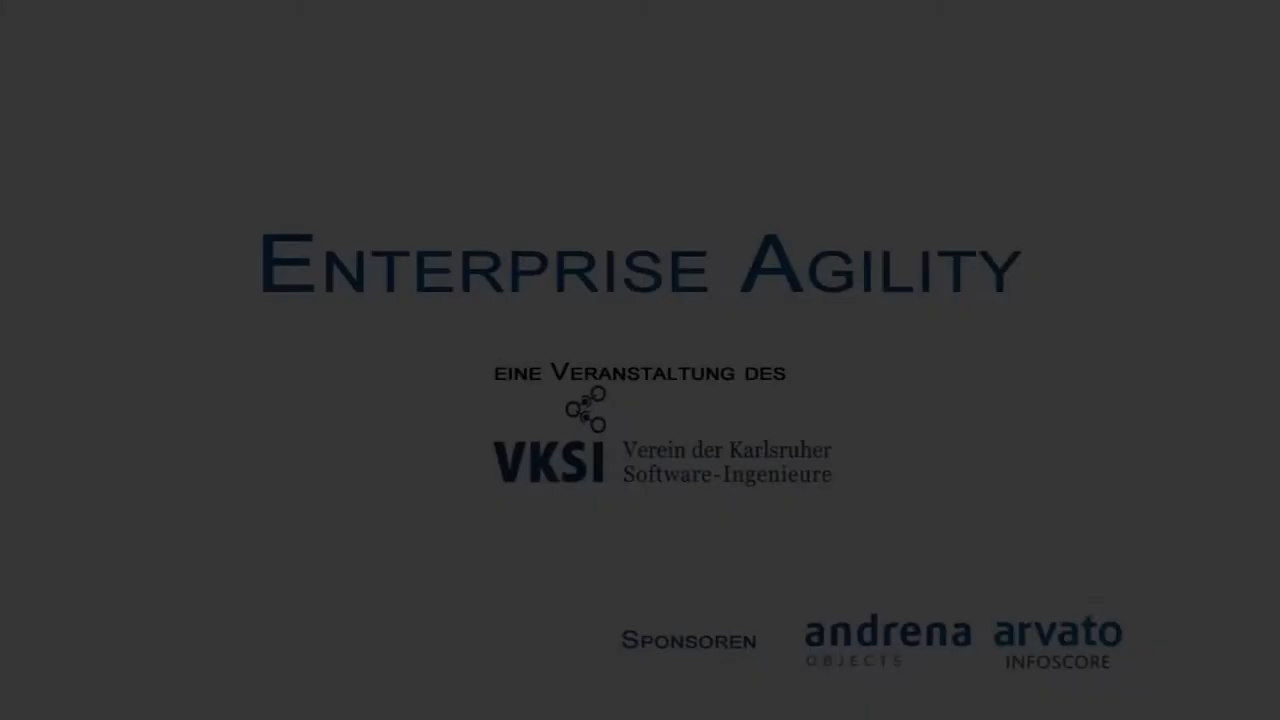 Enterprise Agility
eine Veranstaltung des
VKSI Verein der Karlsruher
Software-Ingenieure
Sponsoren andrena arvato
OBJECTS INFOSCORE